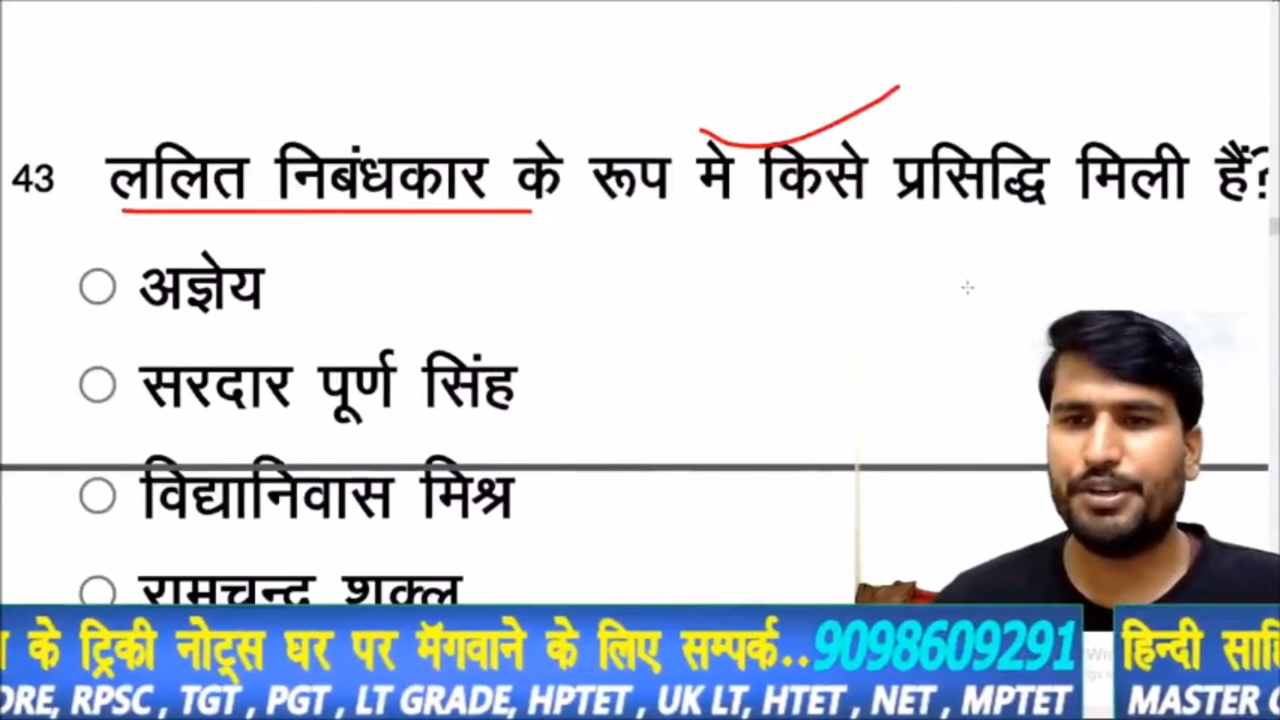 43 ललित निबंधकार के रूप मे किसे प्रसिद्धि मिली हैं?
अज्ञेय
सरदार पूर्ण सिंह
विद्यानिवास मिश्र
रामचन्द्र शुक्ल
के ट्रिकी नोट्स घर पर मॅगवाने के लिए सम्पर्क..9098609291 हिन्दी
RPSC , TGT , PGT , LT GRADE, HPTET , UK LT, HTET , NET , MPTET MASTER